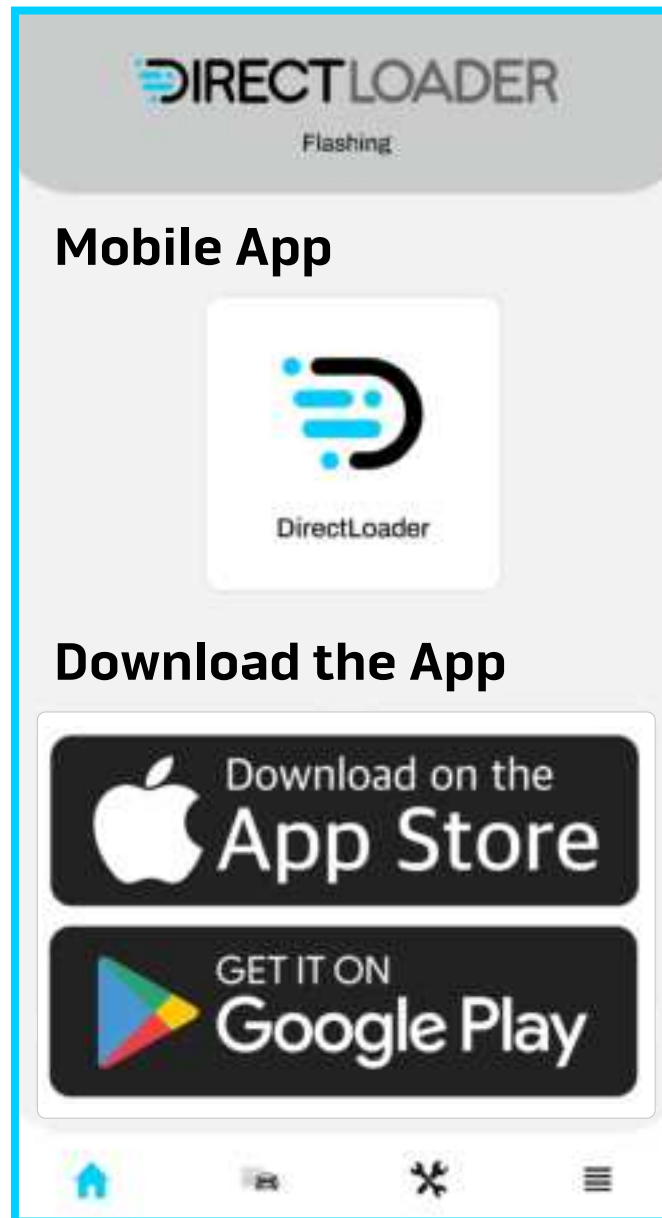 DIRECTLOADER
Flashing
Mobile App
DirectLoader
Download the App
Download on the
App Store
GET IT ON
Google Play